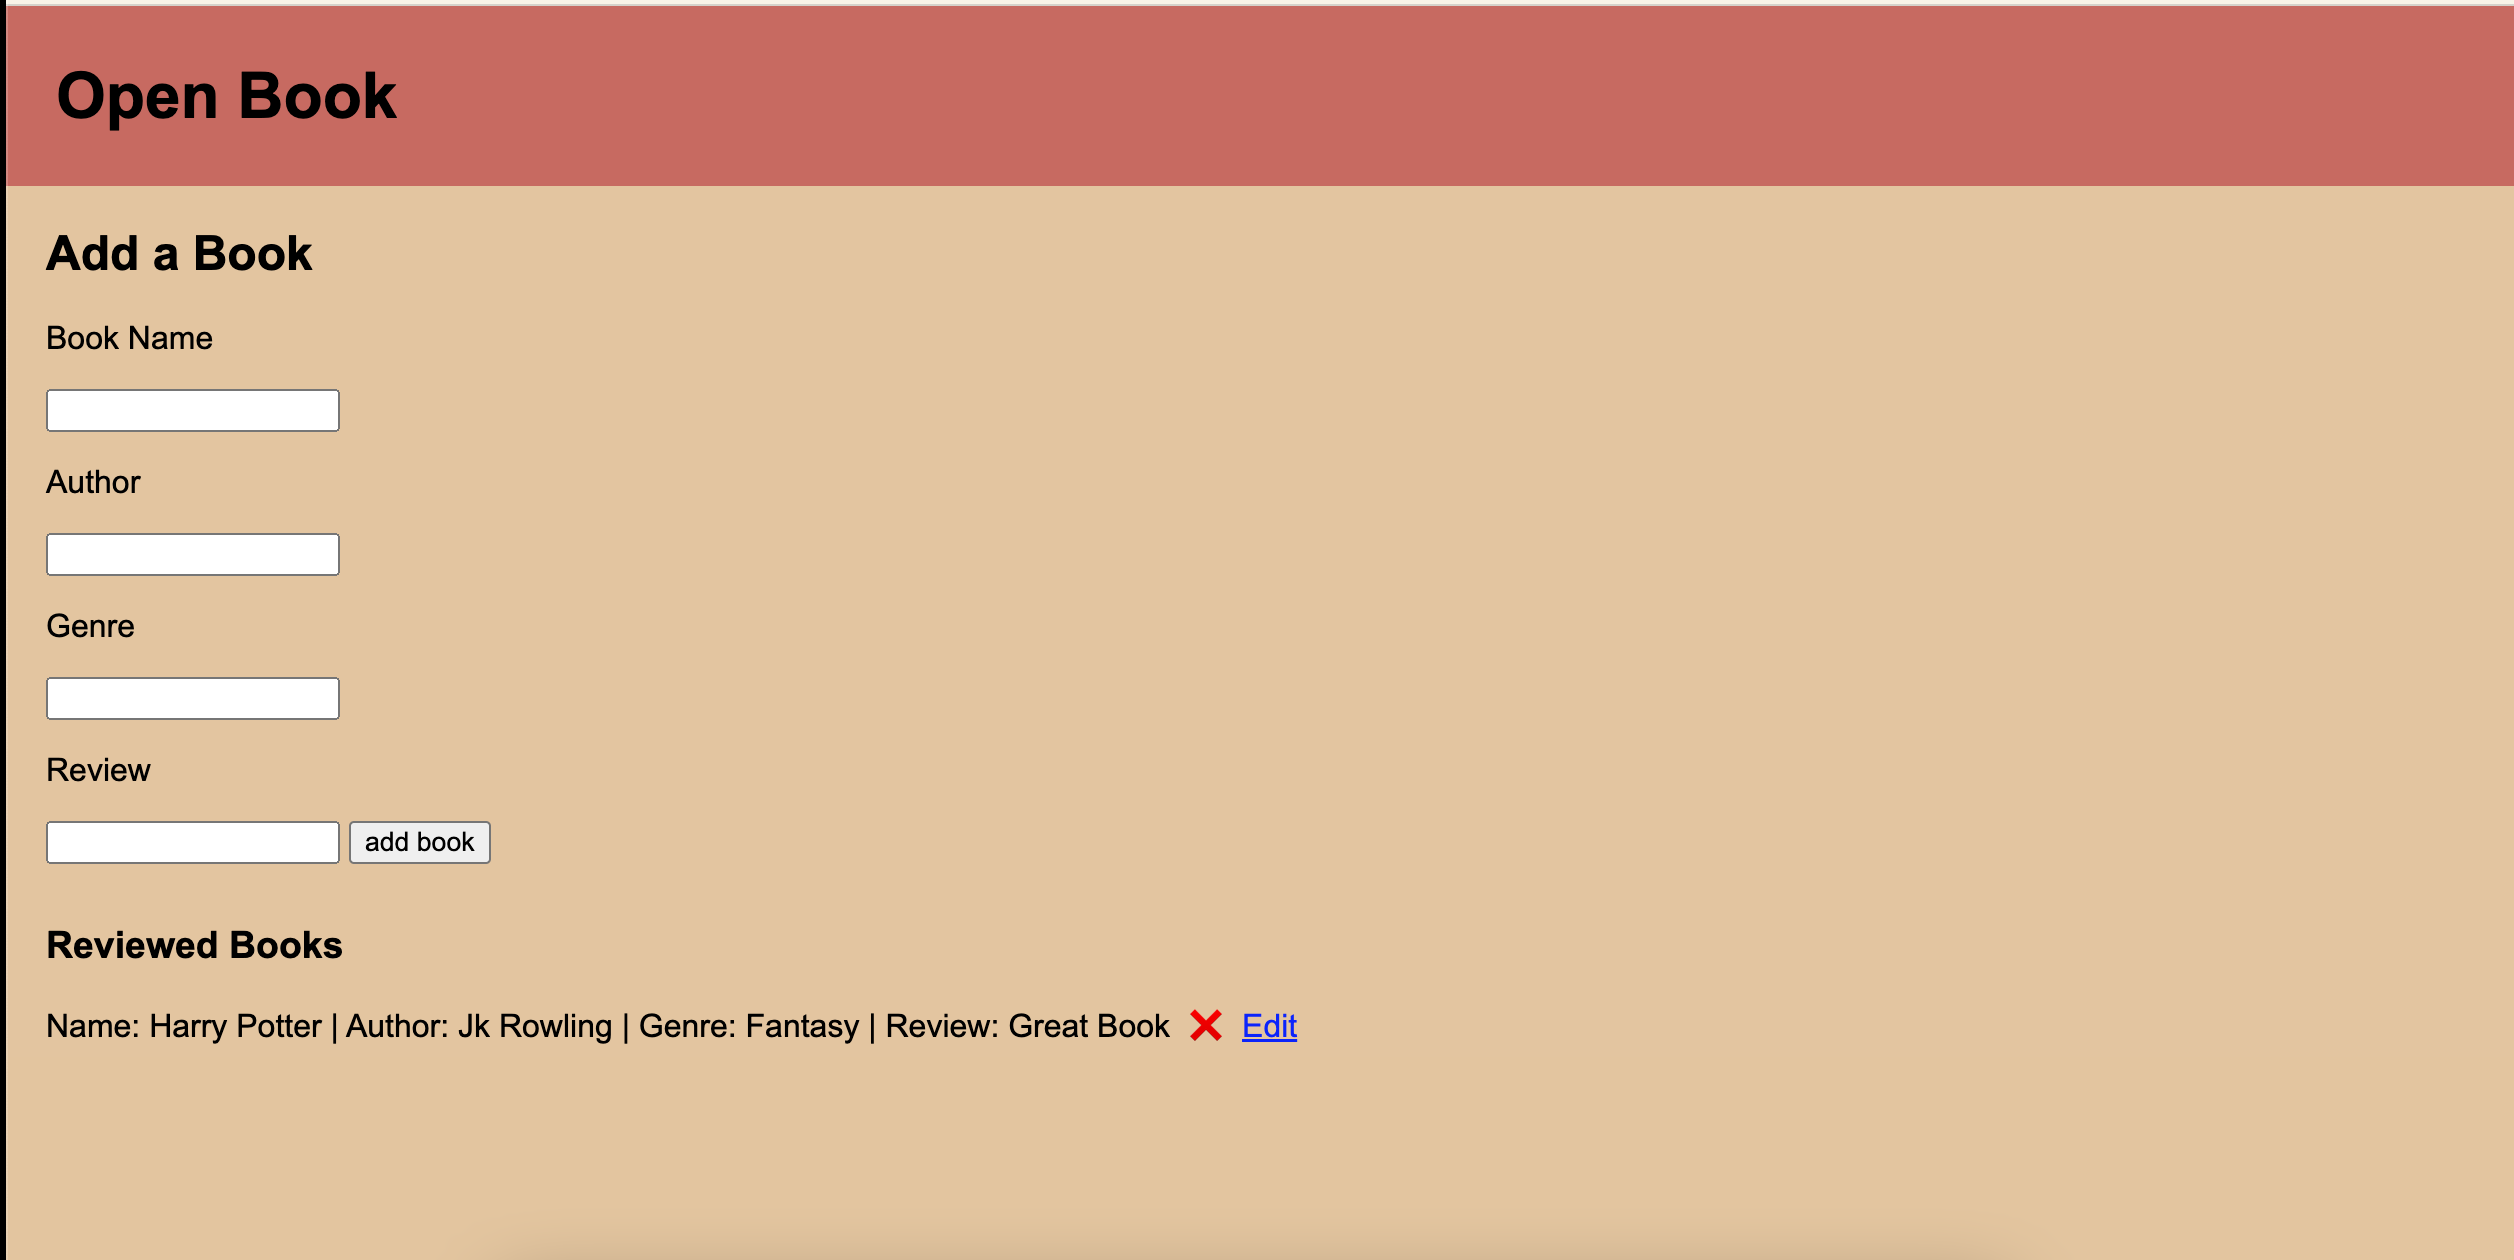 Open Book
Add a Book
Book Name
Author
Genre
Review
add book
Reviewed Books
Name: Harry Potter | Author: Jk Rowling | Genre: Fantasy | Review: Great Book ❌ Edit